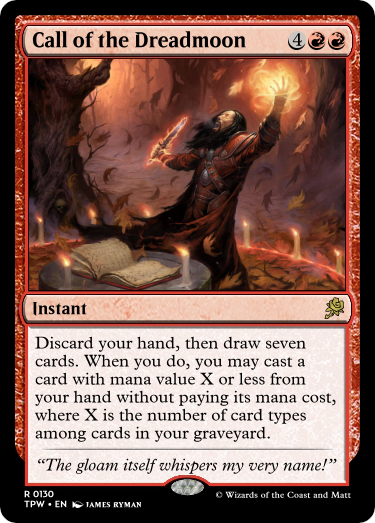 Call of the Dreadmoon 4
Instant
Discard your hand, then draw seven
cards. When you do, you may cast a
card with mana value X or less from
your hand without paying its mana cost,
where X is the number of card types
among cards in your graveyard.
“The gloam itself whispers my very name!”
R 0130
TPW • EN JAMES RYMAN © Wizards of the Coast and Matt